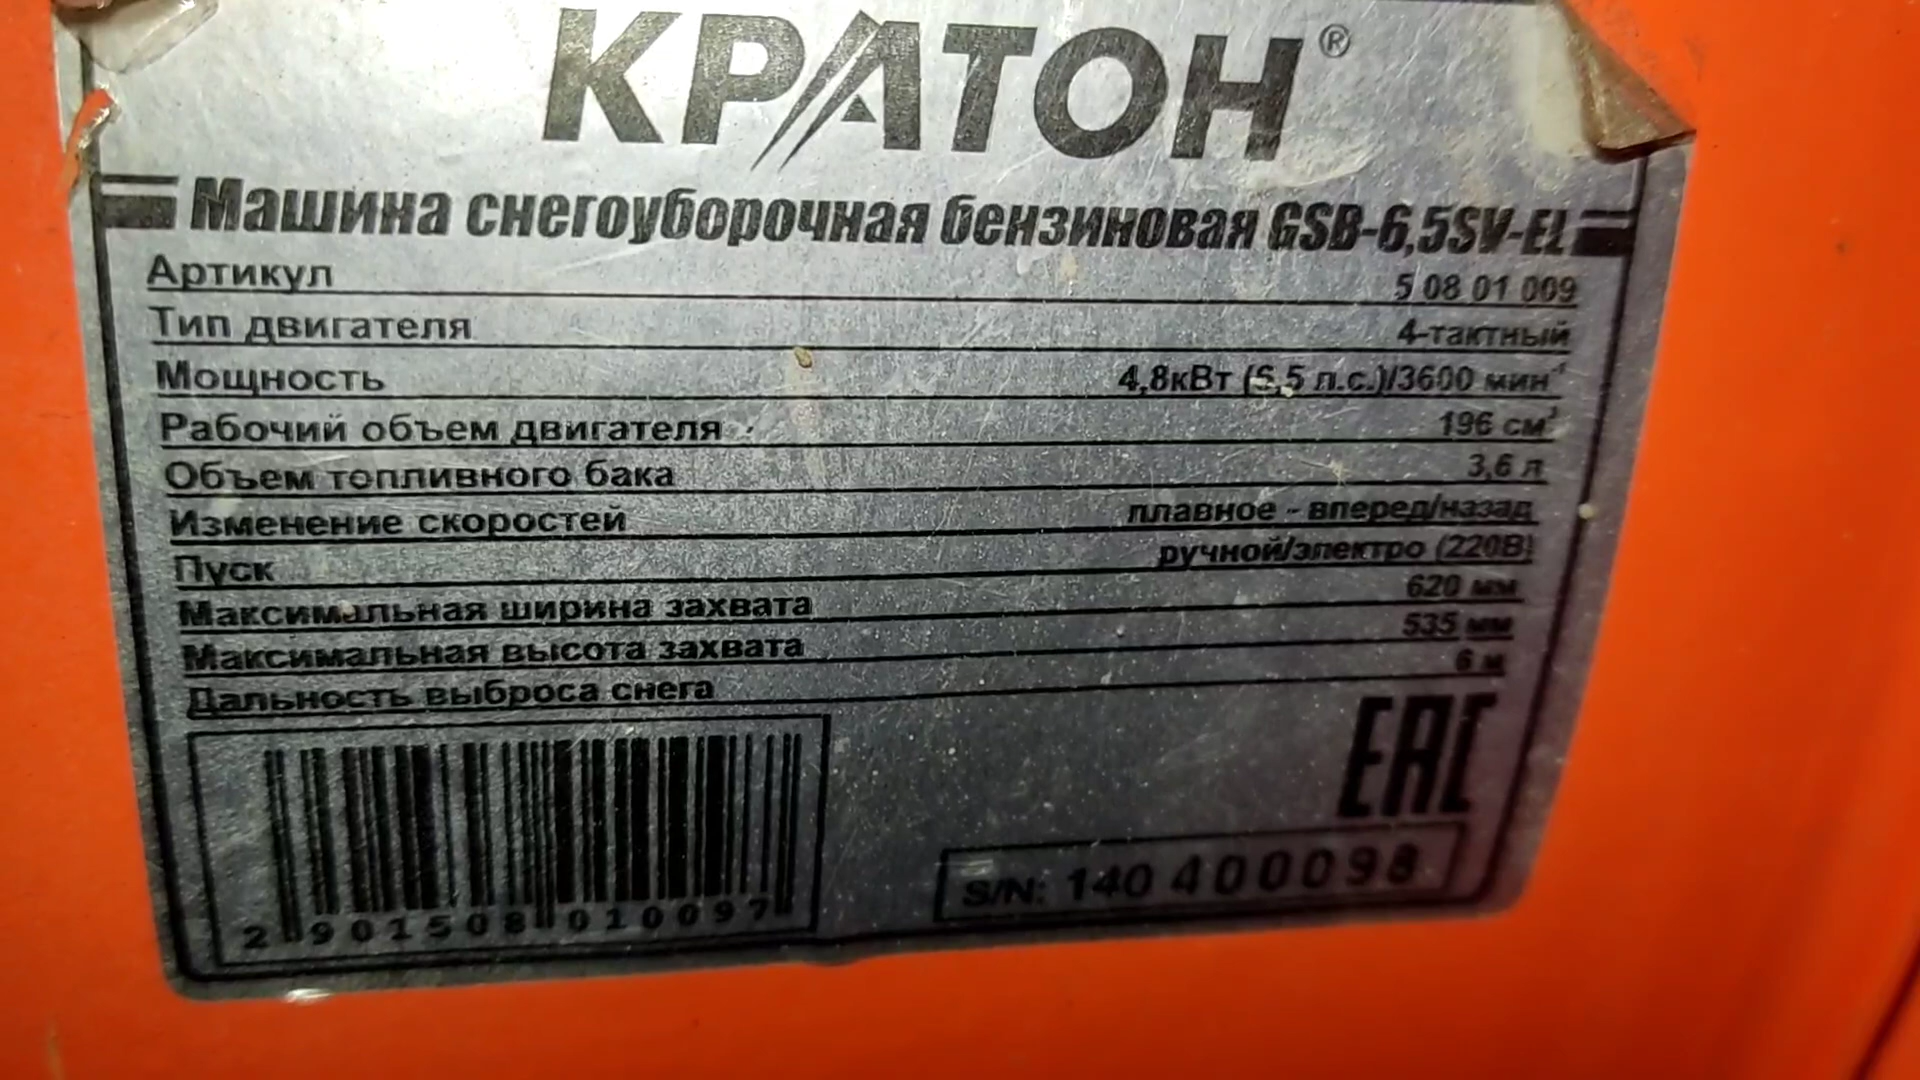 КРАТОН®
Машина снегоуборочная бензиновая GSB-6,5SV-EL
Артикул 5 08 01 009
Тип двигателя 4-тактный
Мощность 4,8кВт (6,5 л.с.)/3600 мин⁻¹
Рабочий объем двигателя 196 см³
Объем топливного бака 3,6 л
Изменение скоростей плавное - вперед/назад
Пуск ручной/электро (220В)
Максимальная ширина захвата 620 мм
Максимальная высота захвата 535 мм
Дальность выброса снега 6 м
EAC
S/N: 140400098
2 901508 010097